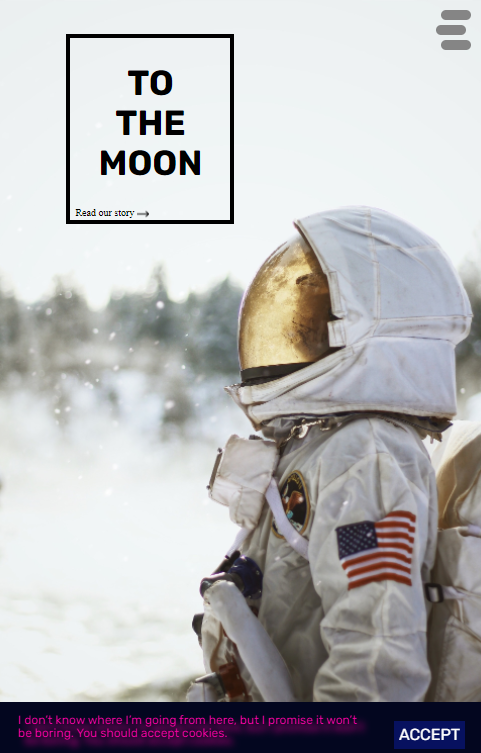 TO
THE
MOON
Read our story
I don't know where I'm going from here, but I promise it won't
be boring. You should accept cookies.
ACCEPT